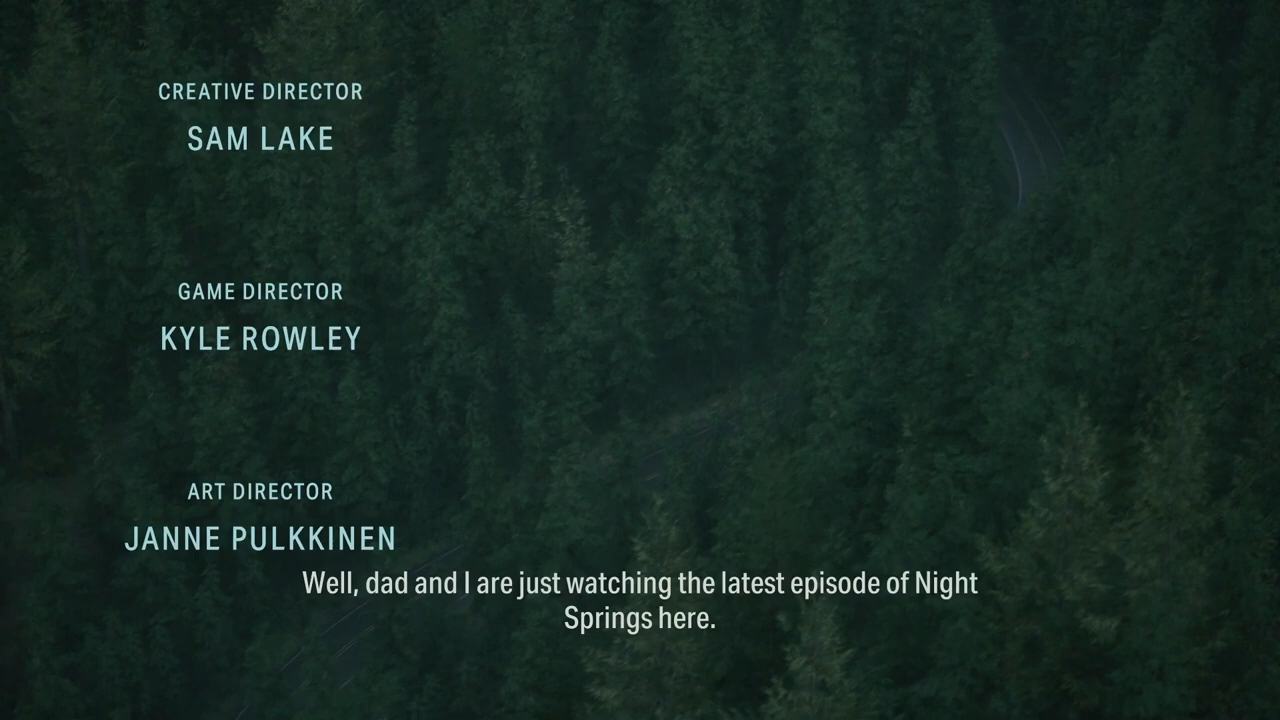 CREATIVE DIRECTOR
SAM LAKE
GAME DIRECTOR
KYLE ROWLEY
ART DIRECTOR
JANNE PULKKINEN
Well, dad and I are just watching the latest episode of Night
Springs here.